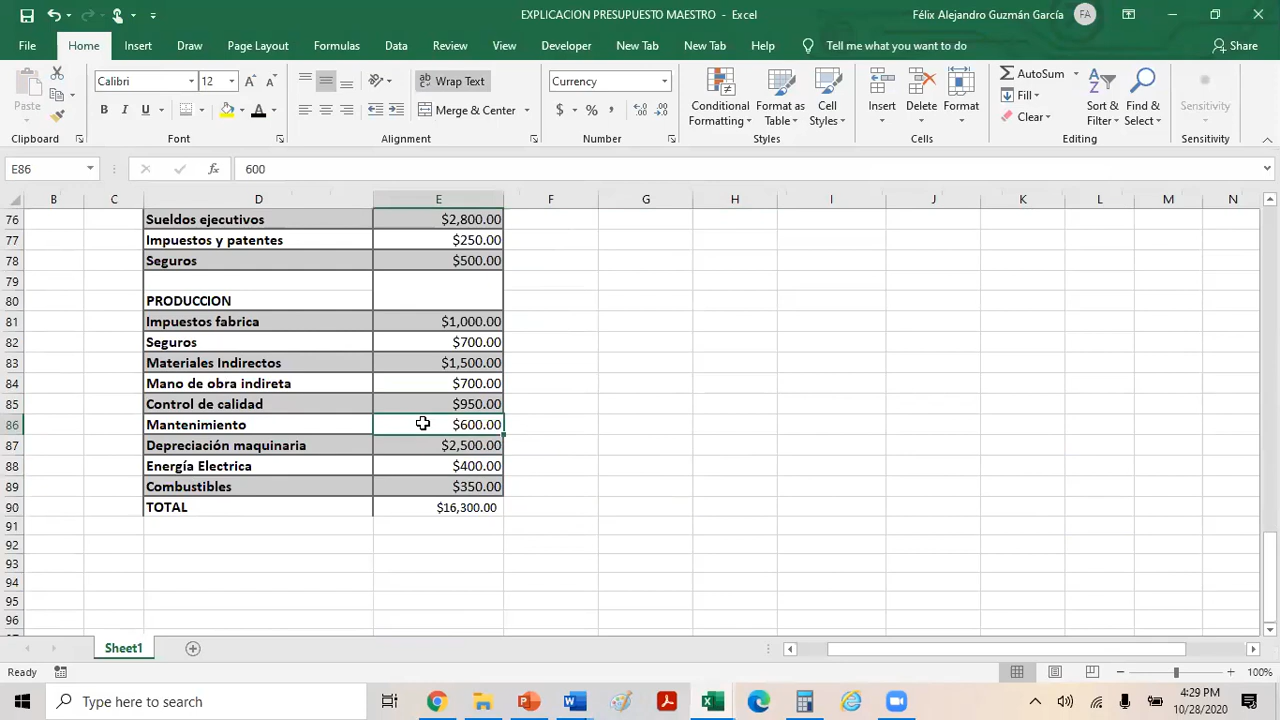 EXPLICACION PRESUPUESTO MAESTRO - Excel
Félix Alejandro Guzmán García
FA
File Home Insert Draw Page Layout Formulas Data Review View Developer New Tab New Tab Help Tell me what you want to do Share
Paste
Clipboard
Calibri 12
B I U
Font
Wrap Text
Merge & Center
Alignment
Currency
$ % ,
Number
Conditional Formatting
Format as Table
Cell Styles
Styles
Insert Delete Format
Cells
AutoSum
Fill
Clear
Sort & Filter
Find & Select
Editing
Sensitivity
Sensitivity
E86 fx 600
B C D E F G H I J K L M N
76 Sueldos ejecutivos $2,800.00
77 Impuestos y patentes $250.00
78 Seguros $500.00
79
80 PRODUCCION
81 Impuestos fabrica $1,000.00
82 Seguros $700.00
83 Materiales Indirectos $1,500.00
84 Mano de obra indireta $700.00
85 Control de calidad $950.00
86 Mantenimiento $600.00
87 Depreciación maquinaria $2,500.00
88 Energía Electrica $400.00
89 Combustibles $350.00
90 TOTAL $16,300.00
91
92
93
94
95
96
Sheet1
Ready 100%
Type here to search
4:29 PM
10/28/2020